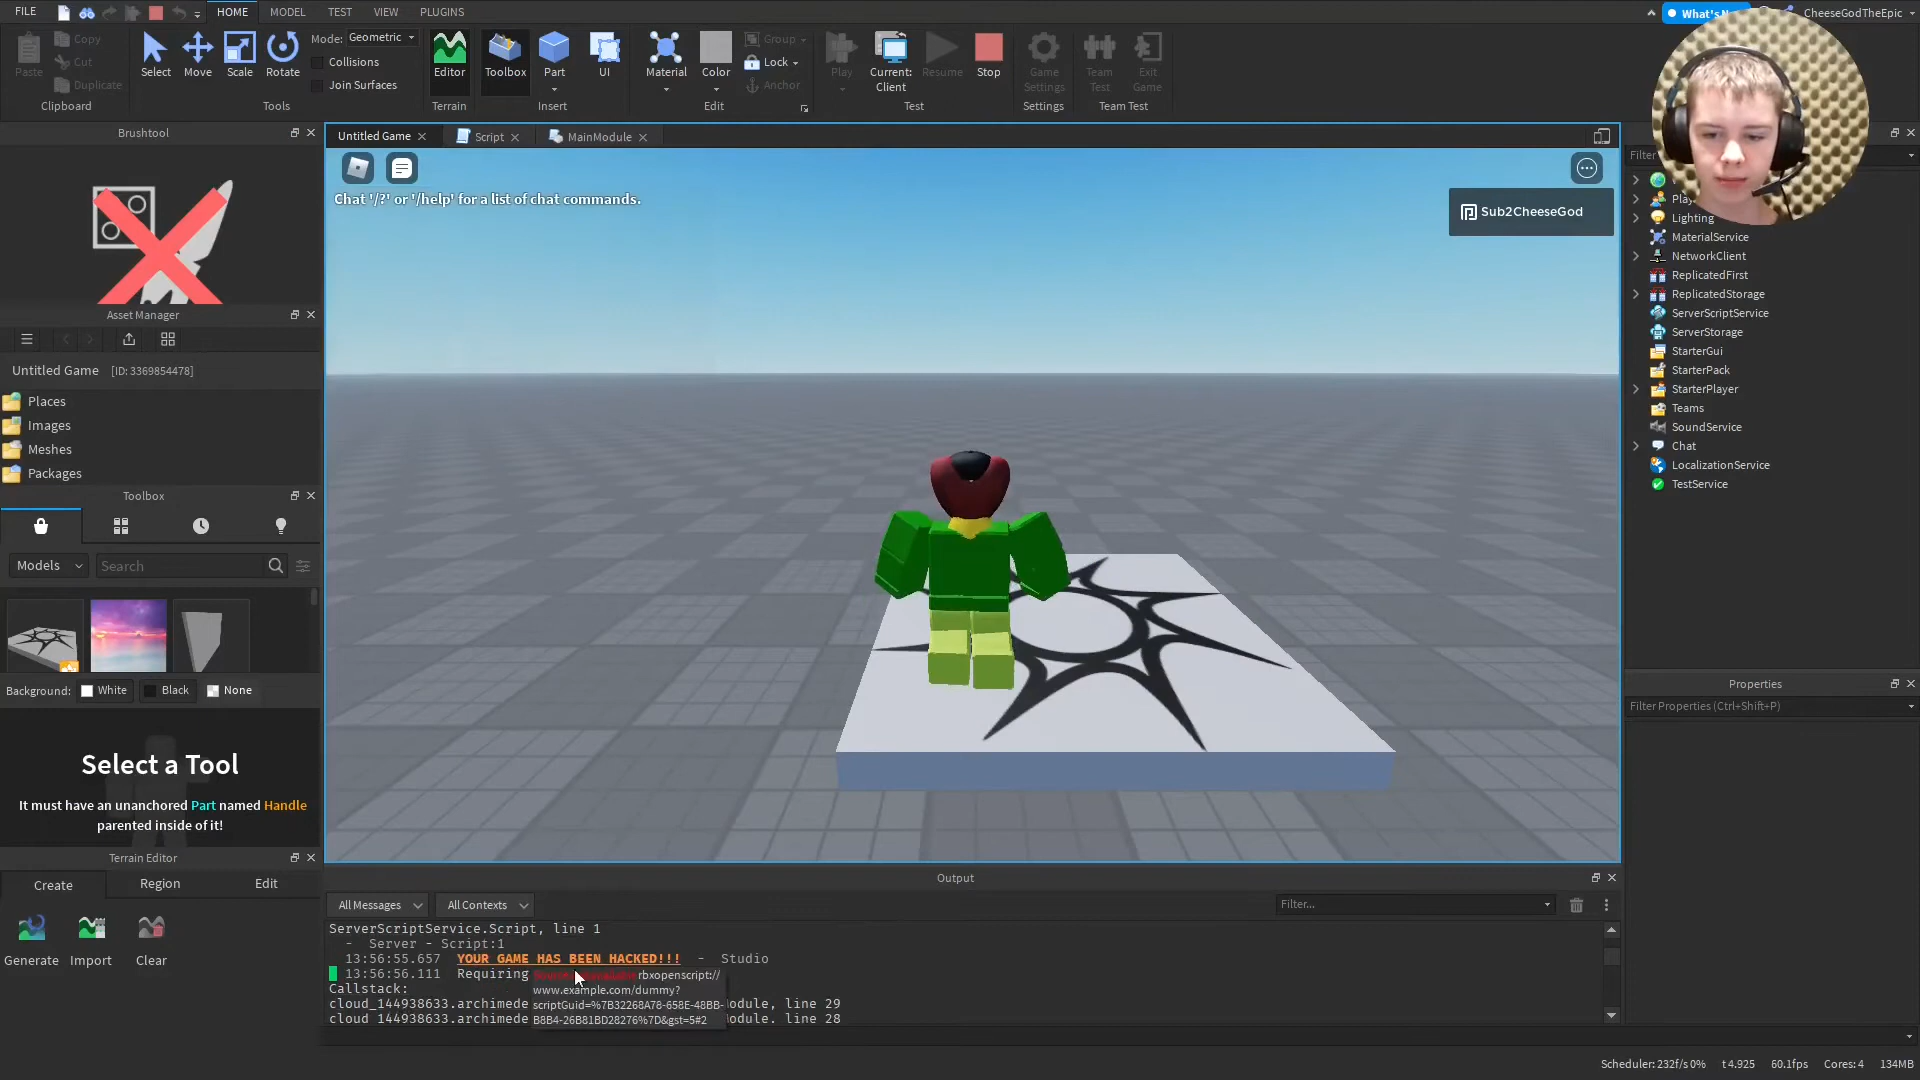 FILE
HOME
MODEL
TEST
VIEW
PLUGINS
What's N
CheeseGodTheEpic
Paste
Copy
Cut
Duplicate
Clipboard
Select
Move
Scale
Rotate
Mode: Geometric
Collisions
Join Surfaces
Tools
Editor
Terrain
Toolbox
Part
UI
Insert
Material
Color
Group
Lock
Anchor
Edit
Play
Current:
Client
Resume
Stop
Test
Game
Settings
Settings
Team
Test
Exit
Game
Team Test
Brushtool
Asset Manager
Untitled Game [ID: 3369854478]
Places
Images
Meshes
Packages
Toolbox
Models
Search
Background: White Black None
Select a Tool
It must have an unanchored Part named Handle
parented inside of it!
Terrain Editor
Create
Region
Edit
Generate
Import
Clear
Untitled Game
Script
MainModule
Chat '/?' or '/help' for a list of chat commands.
Sub2CheeseGod
Output
All Messages
All Contexts
Filter...
ServerScriptService.Script, line 1
- Server - Script:1
13:56:55.657 YOUR GAME HAS BEEN HACKED!!! - Studio
13:56:56.111 Requiring
Callstack:
cloud_144938633.archimede
odule, line 29
cloud_144938633.archimede
odule, line 28
rbxopenscript://
www.example.com/dummy?
scriptGuid=%7B32268A78-658E-48BB-
B8B4-26B81BD28276%7D&gst=5#2
Filter
Play
Lighting
MaterialService
NetworkClient
ReplicatedFirst
ReplicatedStorage
ServerScriptService
ServerStorage
StarterGui
StarterPack
StarterPlayer
Teams
SoundService
Chat
LocalizationService
TestService
Properties
Filter Properties (Ctrl+Shift+P)
Scheduler: 232f/s 0%
t 4.925
60.1fps
Cores: 4
134MB